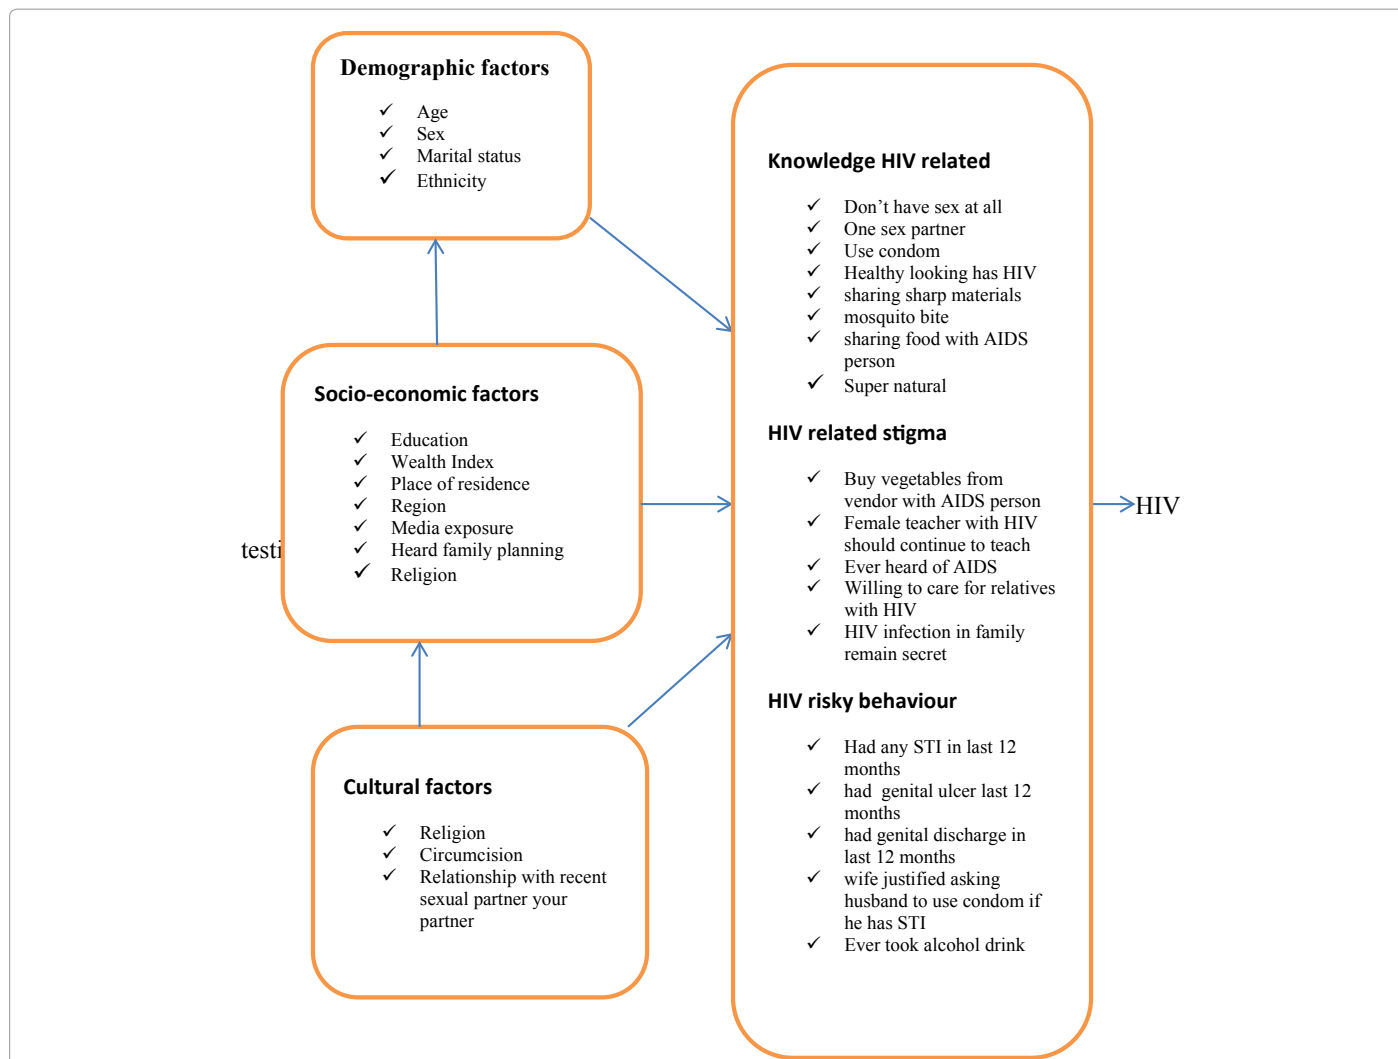 Demographic factors
✓ Age
✓ Sex
✓ Marital status
✓ Ethnicity
Socio-economic factors
✓ Education
✓ Wealth Index
✓ Place of residence
✓ Region
✓ Media exposure
✓ Heard family planning
✓ Religion
testi
Cultural factors
✓ Religion
✓ Circumcision
✓ Relationship with recent
sexual partner your
partner
Knowledge HIV related
✓ Don’t have sex at all
✓ One sex partner
✓ Use condom
✓ Healthy looking has HIV
✓ sharing sharp materials
✓ mosquito bite
✓ sharing food with AIDS
person
✓ Super natural
HIV related stigma
✓ Buy vegetables from
vendor with AIDS person
✓ Female teacher with HIV
should continue to teach
✓ Ever heard of AIDS
✓ Willing to care for relatives
with HIV
✓ HIV infection in family
remain secret
HIV risky behaviour
✓ Had any STI in last 12
months
✓ had genital ulcer last 12
months
✓ had genital discharge in
last 12 months
✓ wife justified asking
husband to use condom if
he has STI
✓ Ever took alcohol drink
HIV